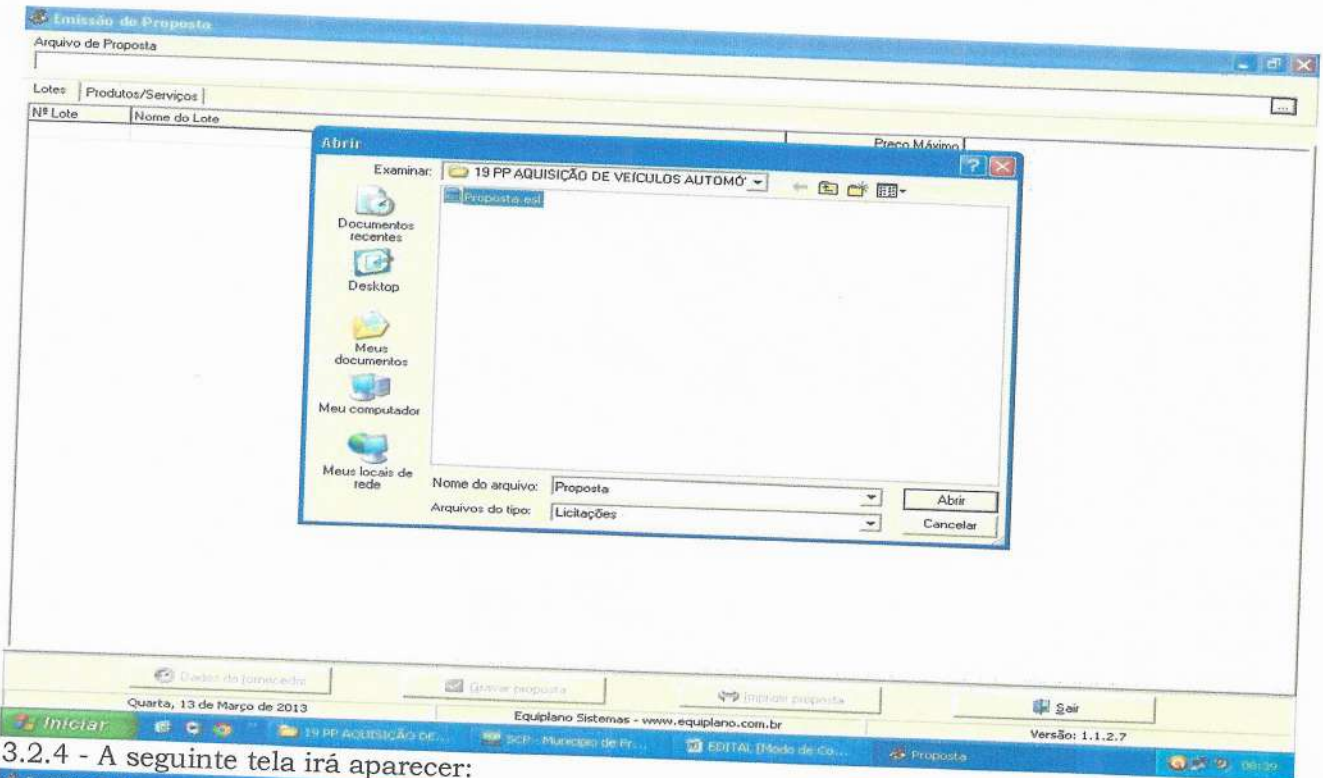 Emissão de Proposta
Arquivo de Proposta
...
Lotes
Produtos/Serviços
Nº Lote
Nome do Lote
Preço Máximo
Abrir
Examinar:
19 PP AQUISIÇÃO DE VEÍCULOS AUTOMÓ
Proposta.esl
Documentos recentes
Desktop
Meus documentos
Meu computador
Meus locais de rede
Nome do arquivo:
Proposta
Abrir
Arquivos do tipo:
Licitações
Cancelar
Dados do fornecedor
Gravar proposta
Imprimir proposta
Sair
Quarta, 13 de Março de 2013
Equiplano Sistemas - www.equiplano.com.br
Versão: 1.1.2.7
Iniciar
19 PP AQUISIÇÃO DE...
SCP - Município de Fr...
EDITAL [Modo de Co...
Proposta
3.2.4 - A seguinte tela irá aparecer: